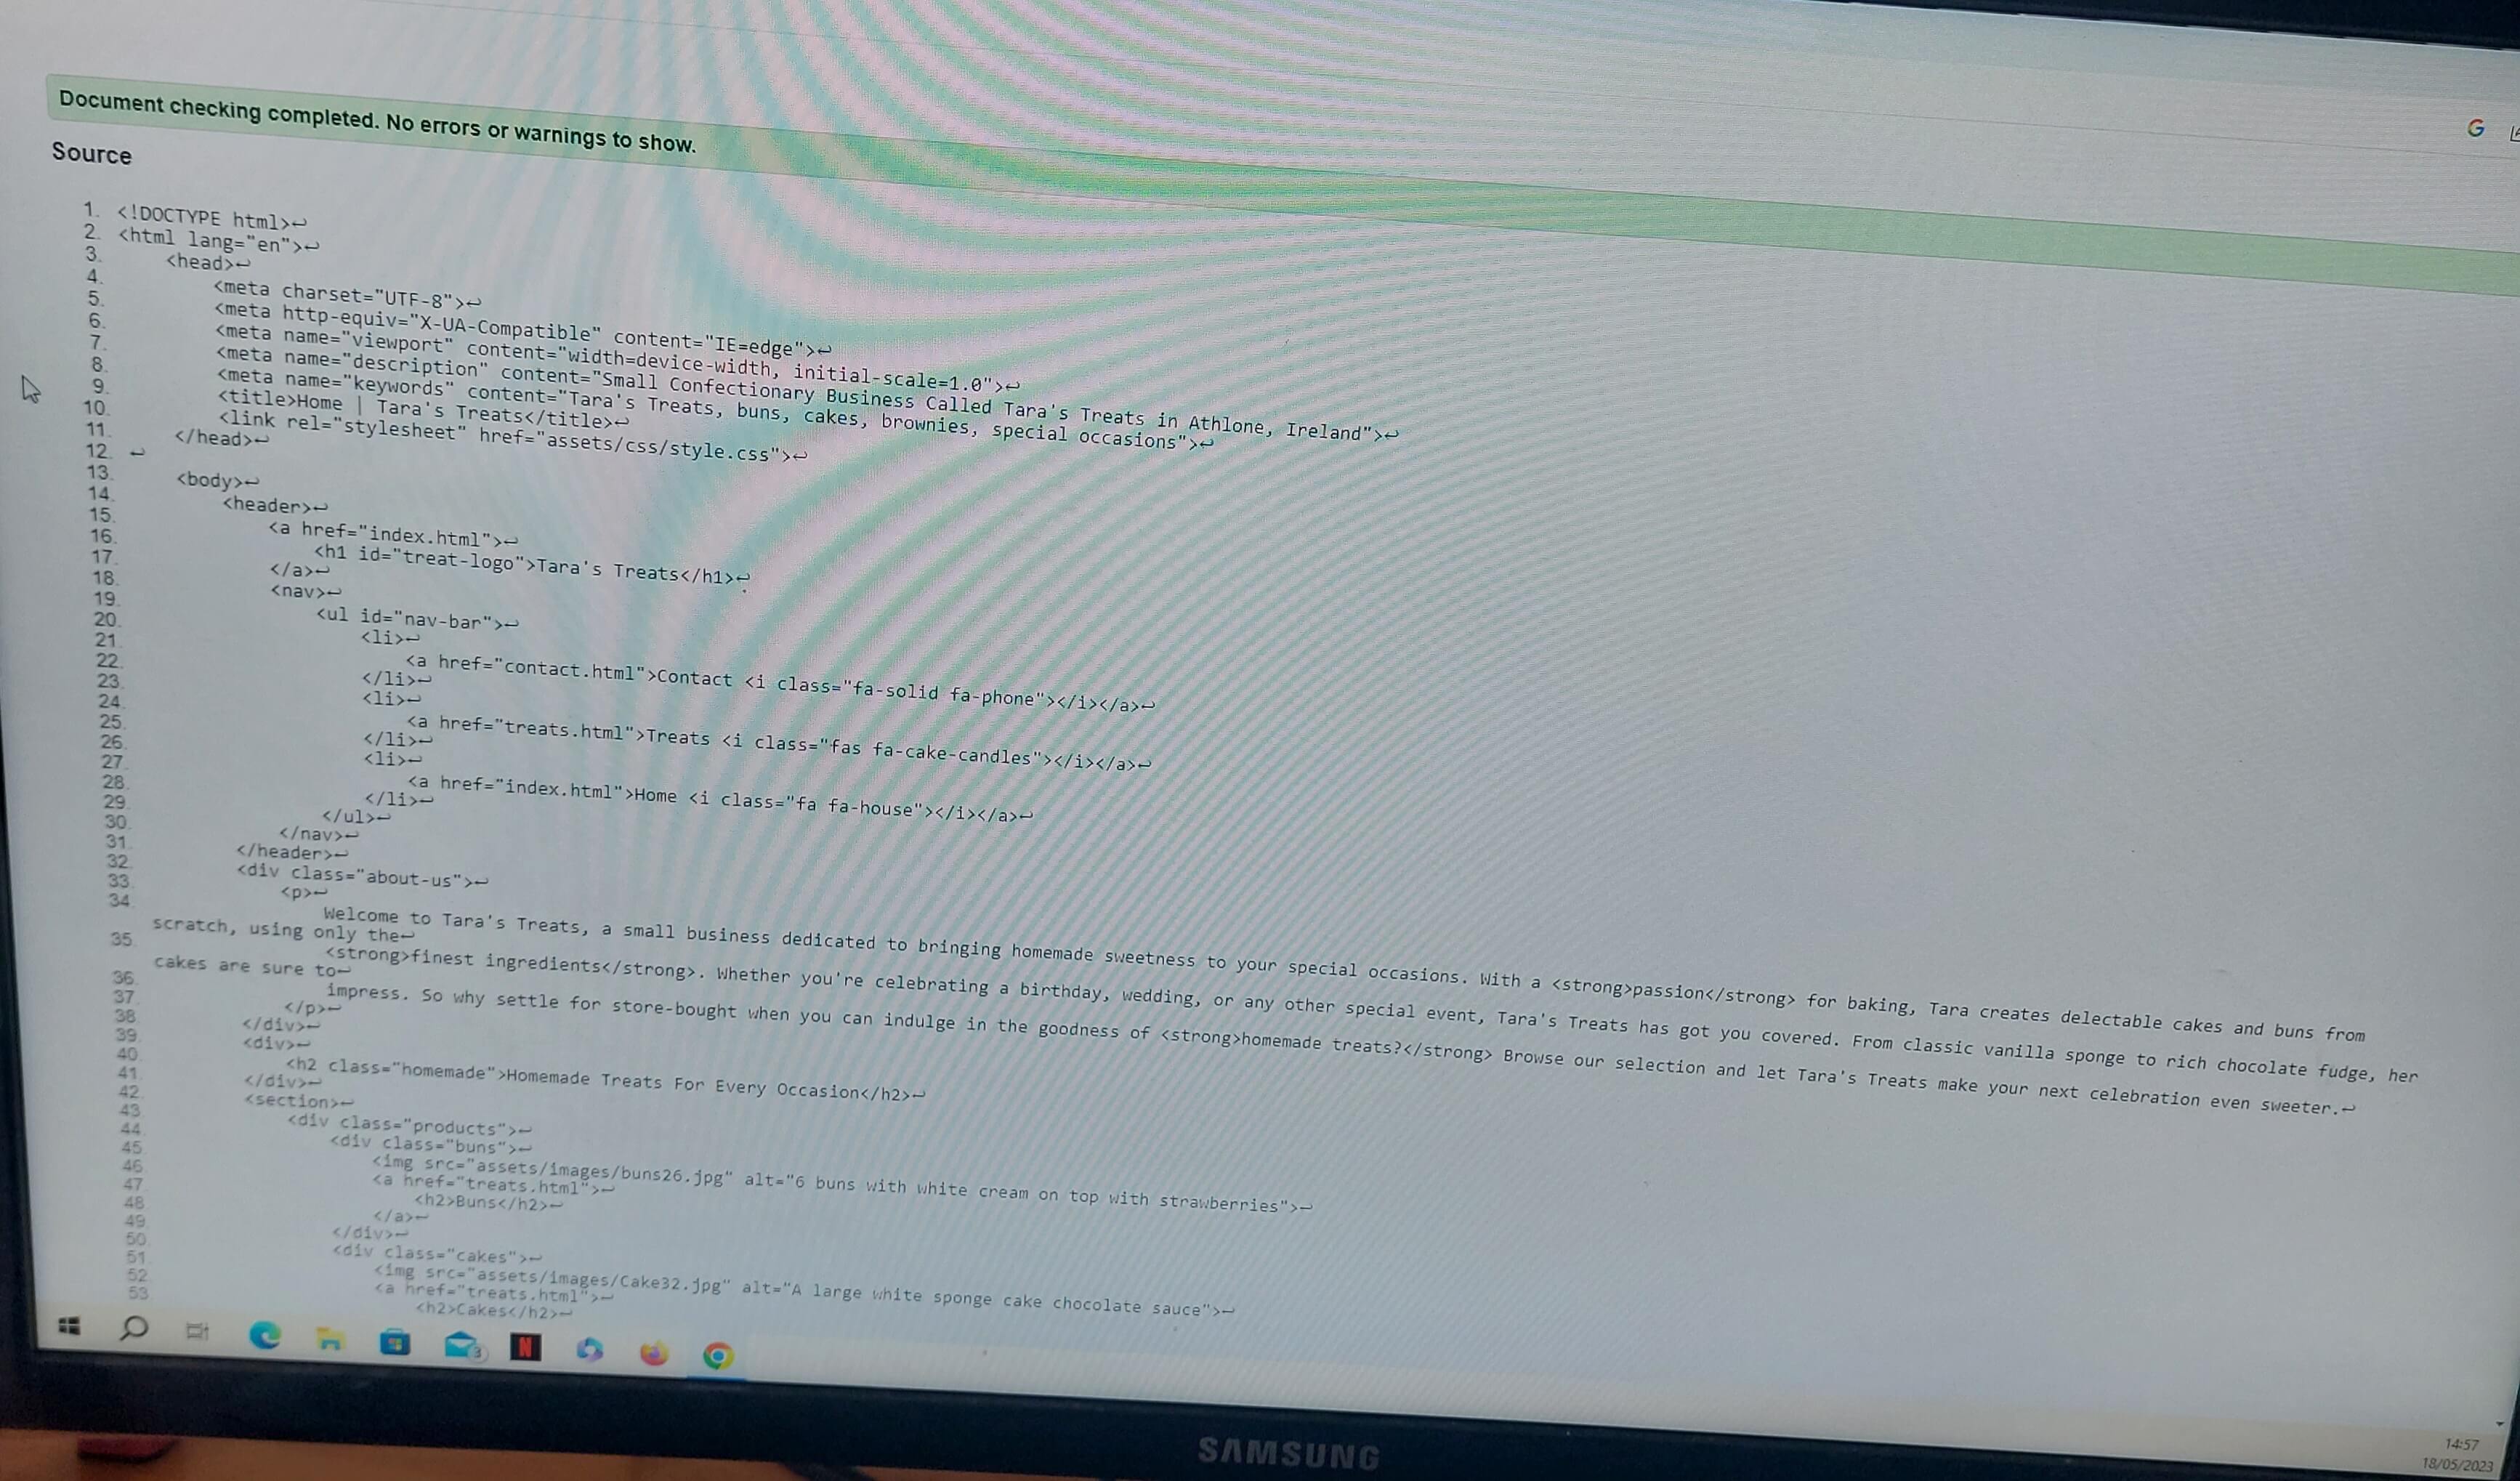 Document checking completed. No errors or warnings to show.
Source
1. <!DOCTYPE html>↩
2. <html lang="en">↩
3. <head>↩
4. <meta charset="UTF-8">↩
5. <meta http-equiv="X-UA-Compatible" content="IE=edge">↩
6. <meta name="viewport" content="width=device-width, initial-scale=1.0">↩
7. <meta name="description" content="Small Confectionary Business Called Tara's Treats in Athlone, Ireland">↩
8. <meta name="keywords" content="Tara's Treats, buns, cakes, brownies, special occasions">↩
9. <title>Home | Tara's Treats</title>↩
10. <link rel="stylesheet" href="assets/css/style.css">↩
11. </head>↩
12. ↩
13. <body>↩
14. <header>↩
15. <a href="index.html">↩
16. <h1 id="treat-logo">Tara's Treats</h1>↩
17. </a>↩
18. <nav>↩
19. <ul id="nav-bar">↩
20. <li>↩
21. <a href="contact.html">Contact <i class="fa-solid fa-phone"></i></a>↩
22. </li>↩
23. <li>↩
24. <a href="treats.html">Treats <i class="fas fa-cake-candles"></i></a>↩
25. </li>↩
26. <li>↩
27. <a href="index.html">Home <i class="fa fa-house"></i></a>↩
28. </li>↩
29. </ul>↩
30. </nav>↩
31. </header>↩
32. <div class="about-us">↩
33. <p>↩
34. Welcome to Tara's Treats, a small business dedicated to bringing homemade sweetness to your special occasions. With a <strong>passion</strong> for baking, Tara creates delectable cakes and buns from
scratch, using only the↩
35. <strong>finest ingredients</strong>. Whether you're celebrating a birthday, wedding, or any other special event, Tara's Treats has got you covered. From classic vanilla sponge to rich chocolate fudge, her
cakes are sure to↩
36. impress. So why settle for store-bought when you can indulge in the goodness of <strong>homemade treats?</strong> Browse our selection and let Tara's Treats make your next celebration even sweeter.↩
37. </p>↩
38. </div>↩
39. <div>↩
40. <h2 class="homemade">Homemade Treats For Every Occasion</h2>↩
41. </div>↩
42. <section>↩
43. <div class="products">↩
44. <div class="buns">↩
45. <img src="assets/images/buns26.jpg" alt="6 buns with white cream on top with strawberries">↩
46. <a href="treats.html">↩
47. <h2>Buns</h2>↩
48. </a>↩
49. </div>↩
50. <div class="cakes">↩
51. <img src="assets/images/Cake32.jpg" alt="A large white sponge cake chocolate sauce">↩
52. <a href="treats.html">↩
53. <h2>Cakes</h2>↩
3
N
14:57
18/05/2023
SAMSUNG